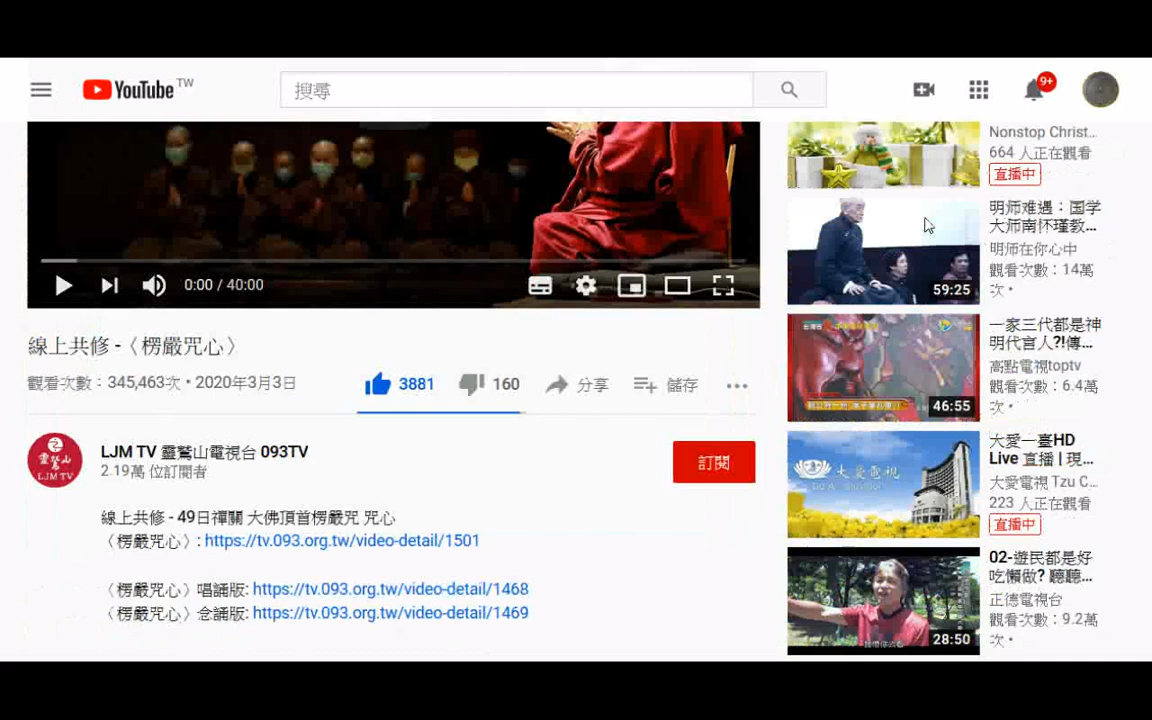 YouTube TW
搜尋
9+
0:00 / 40:00
線上共修 -〈楞嚴咒心〉
觀看次數：345,463次 • 2020年3月3日
3881
160
分享
儲存
LJM TV 靈鷲山電視台 093TV
2.19萬 位訂閱者
訂閱
靈鷲山
LJM TV
線上共修 - 49日禪關 大佛頂首楞嚴咒 咒心
〈楞嚴咒心〉: https://tv.093.org.tw/video-detail/1501
〈楞嚴咒心〉唱誦版: https://tv.093.org.tw/video-detail/1468
〈楞嚴咒心〉念誦版: https://tv.093.org.tw/video-detail/1469
Nonstop Christ...
664 人正在觀看
直播中
59:25
明师难遇：国学
大师南怀瑾教...
明师在你心中
觀看次數：14萬
次 •
46:55
一家三代都是神
明代言人?!傳...
高點電視toptv
觀看次數：6.4萬
次 •
大愛電視
大愛一臺HD
Live 直播 | 現...
大愛電視 Tzu C...
223 人正在觀看
直播中
28:50
02-遊民都是好
吃懶做? 聽聽...
正德電視台
觀看次數：9.2萬
次 •